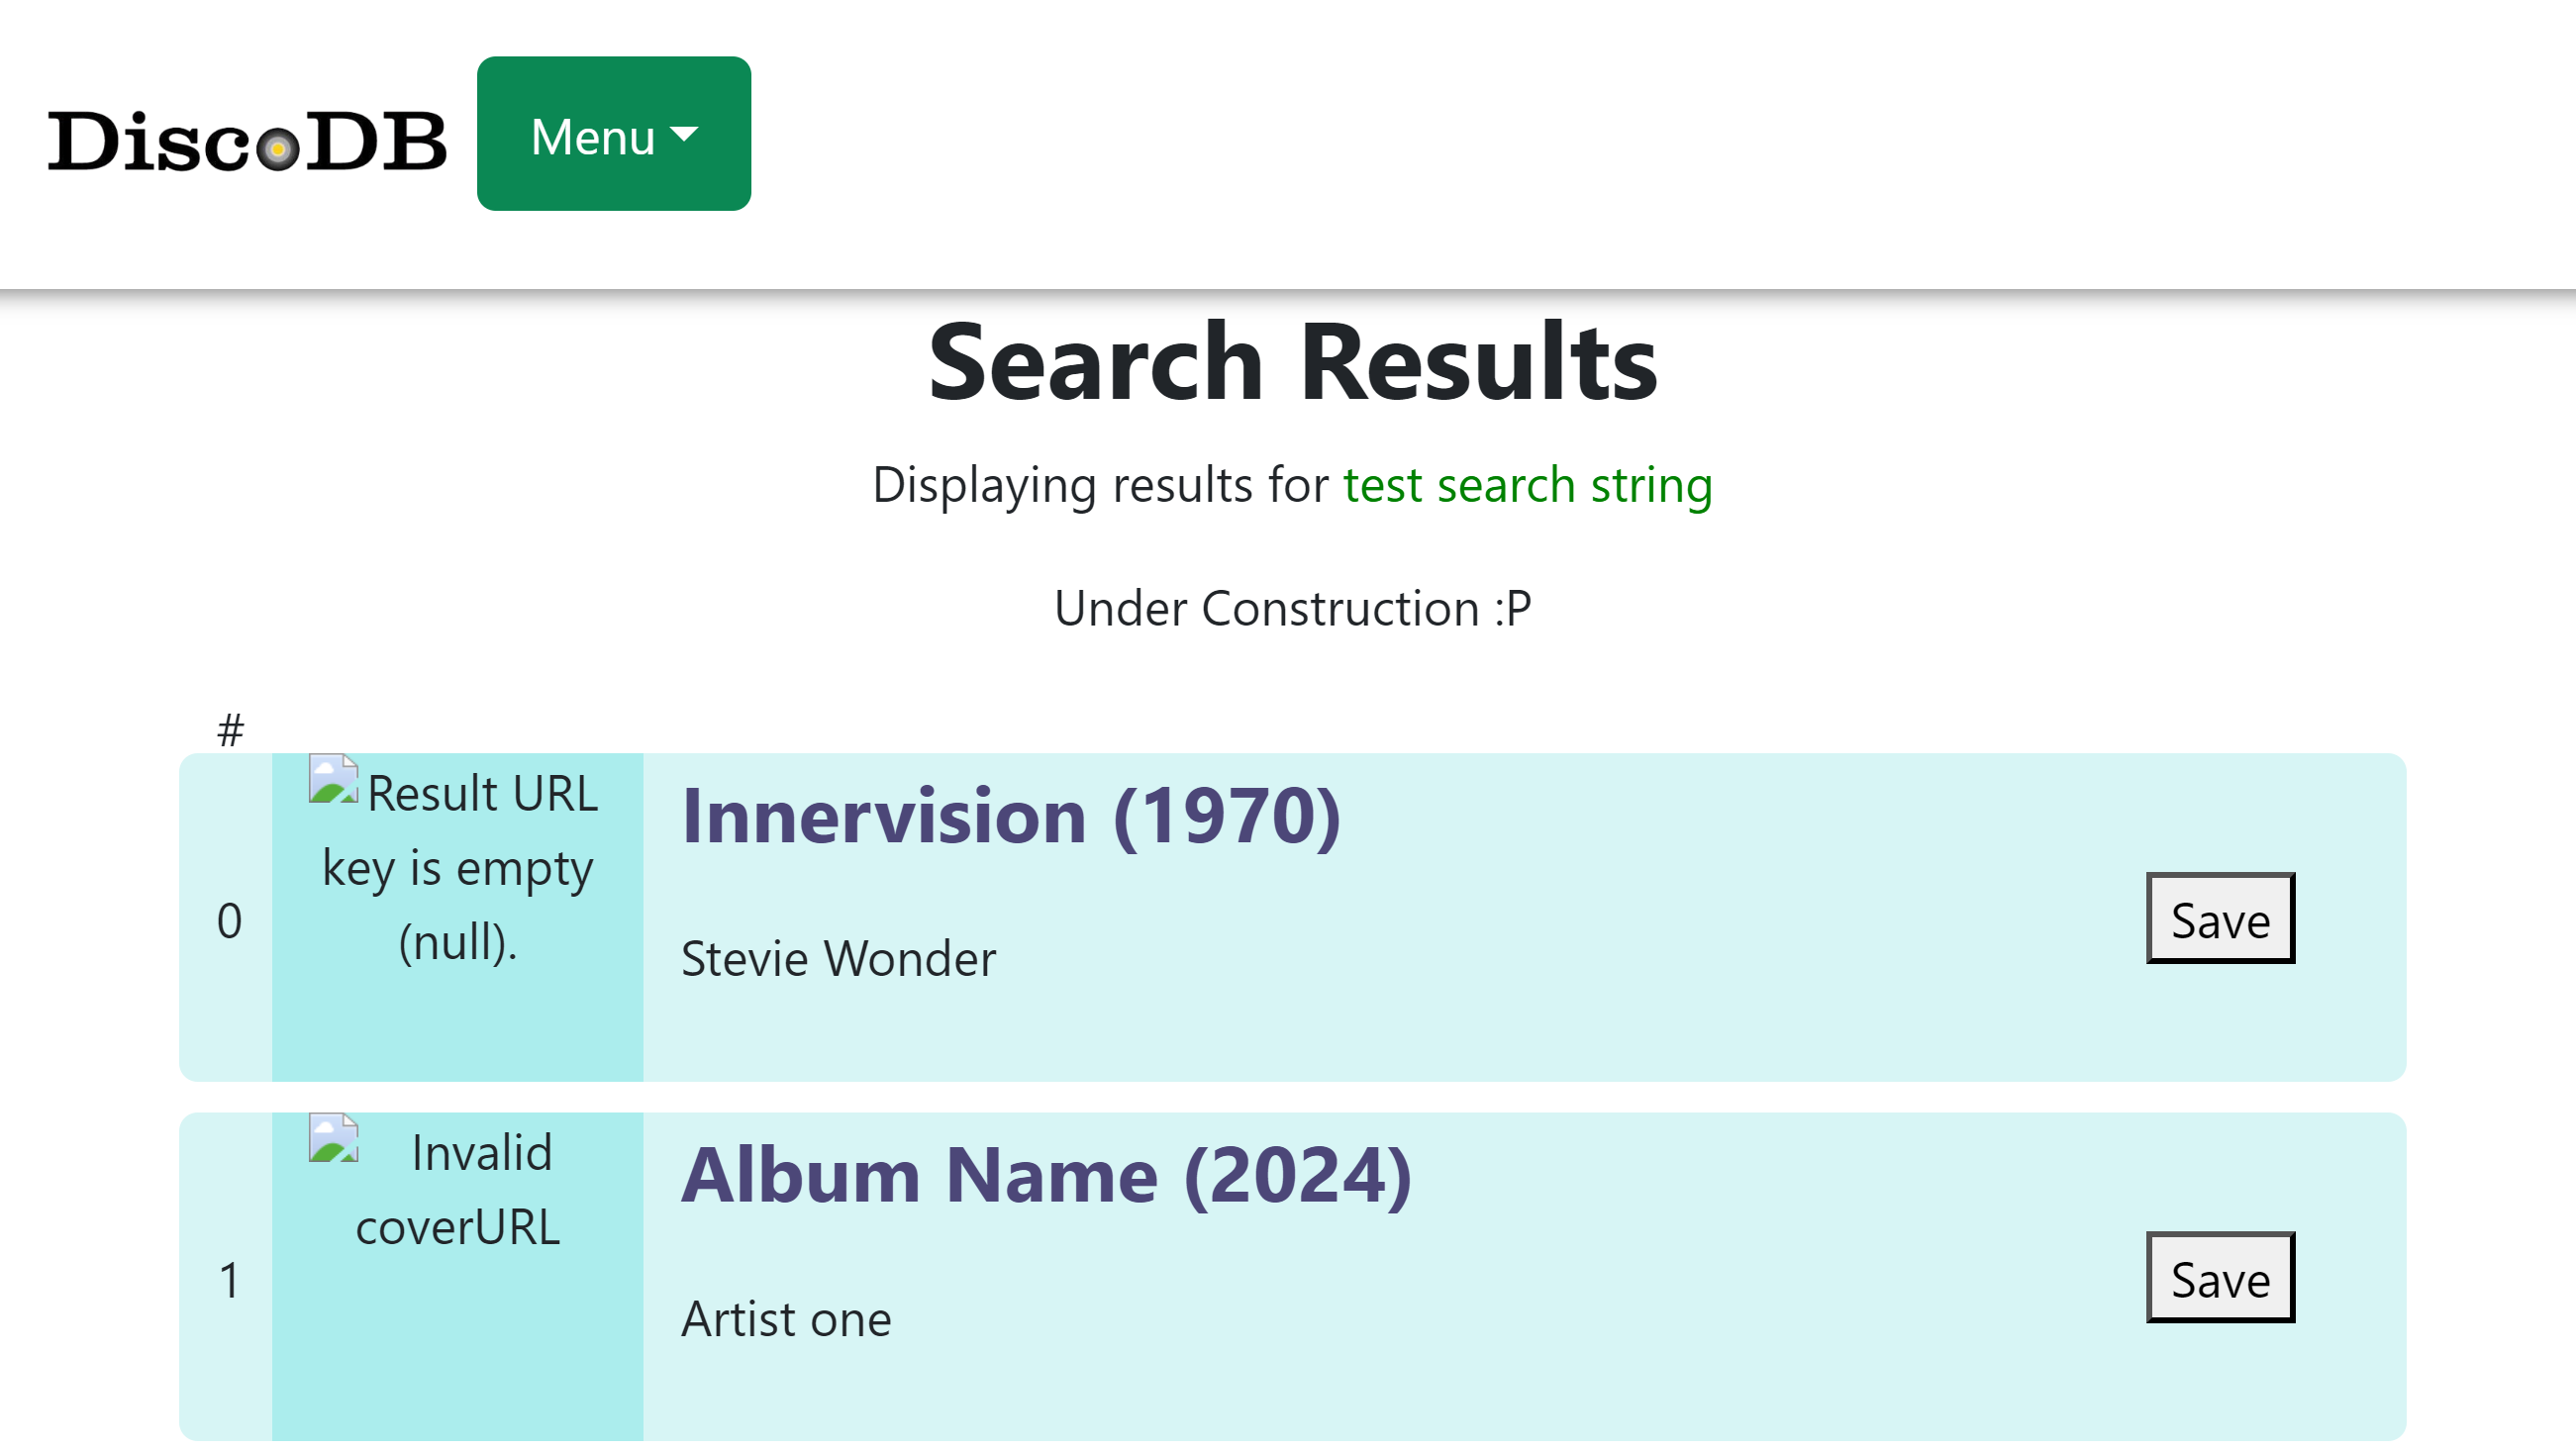 DiscoDB
Menu
Search Results
Displaying results for test search string
Under Construction :P
#
0
Result URL
key is empty
(null).
Innervision (1970)
Stevie Wonder
Save
1
Invalid
coverURL
Album Name (2024)
Artist one
Save